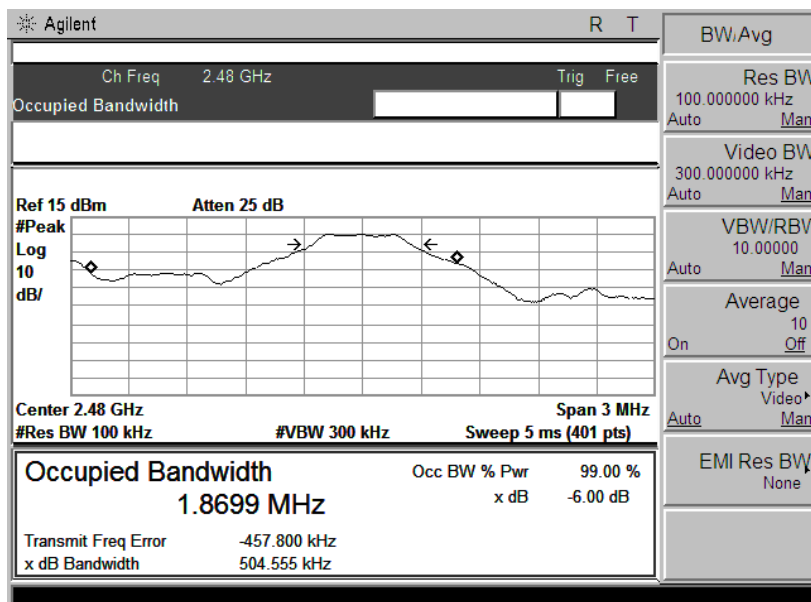 Agilent R T
BW/Avg
Ch Freq 2.48 GHz Trig Free
Occupied Bandwidth
Res BW
100.000000 kHz
Auto Man
Video BW
300.000000 kHz
Auto Man
VBW/RBW
10.00000
Auto Man
Average
10
On Off
Avg Type
Video
Auto Man
EMI Res BW
None
Ref 15 dBm Atten 25 dB
#Peak
Log
10
dB/
Center 2.48 GHz Span 3 MHz
#Res BW 100 kHz #VBW 300 kHz Sweep 5 ms (401 pts)
Occupied Bandwidth Occ BW % Pwr 99.00 %
1.8699 MHz x dB -6.00 dB
Transmit Freq Error -457.800 kHz
x dB Bandwidth 504.555 kHz